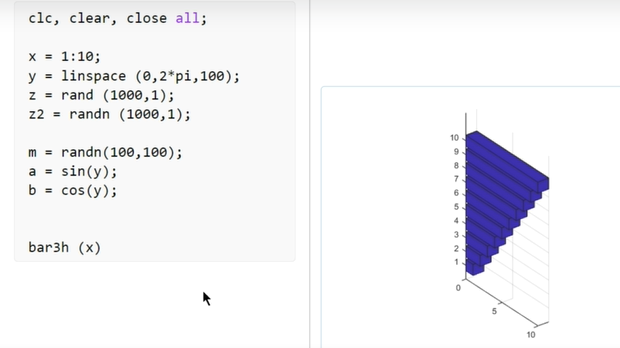 clc, clear, close all;
x = 1:10;
y = linspace (0,2*pi,100);
z = rand (1000,1);
z2 = randn (1000,1);
m = randn(100,100);
a = sin(y);
b = cos(y);
bar3h (x)
10
9
8
7
6
5
4
3
2
1
0
5
10